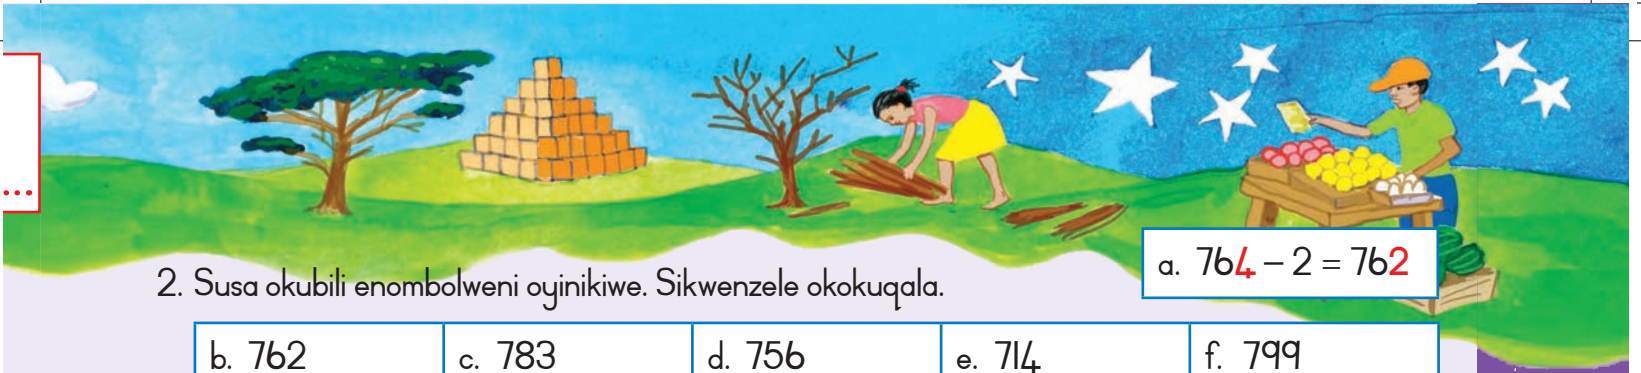 ...
a. 764 – 2 = 762
2. Susa okubili enombolweni oyinikiwe. Sikwenzele okokuqala.
b. 762 c. 783 d. 756 e. 714 f. 799